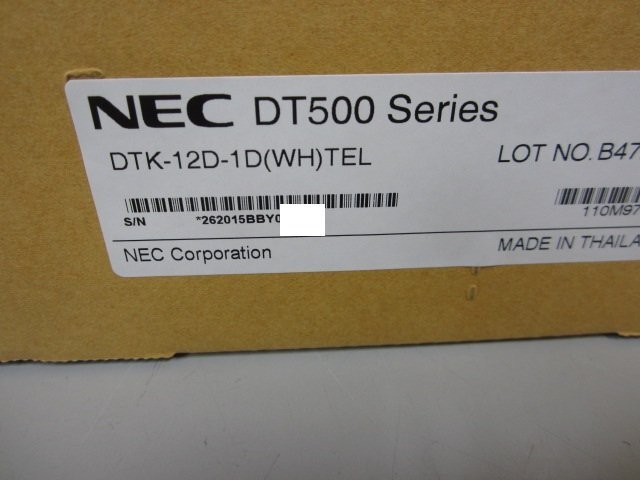 NEC DT500 Series
DTK-12D-1D(WH)TEL
LOT NO. B47
S/N *262015BBY0
110M97
NEC Corporation
MADE IN THAILA